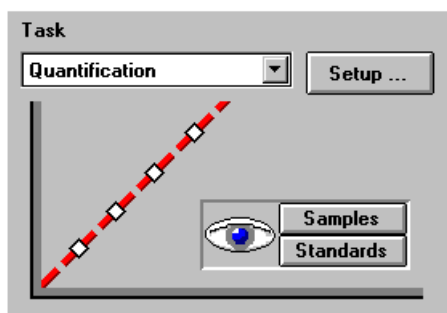 Task
Quantification
Setup ...
Samples
Standards